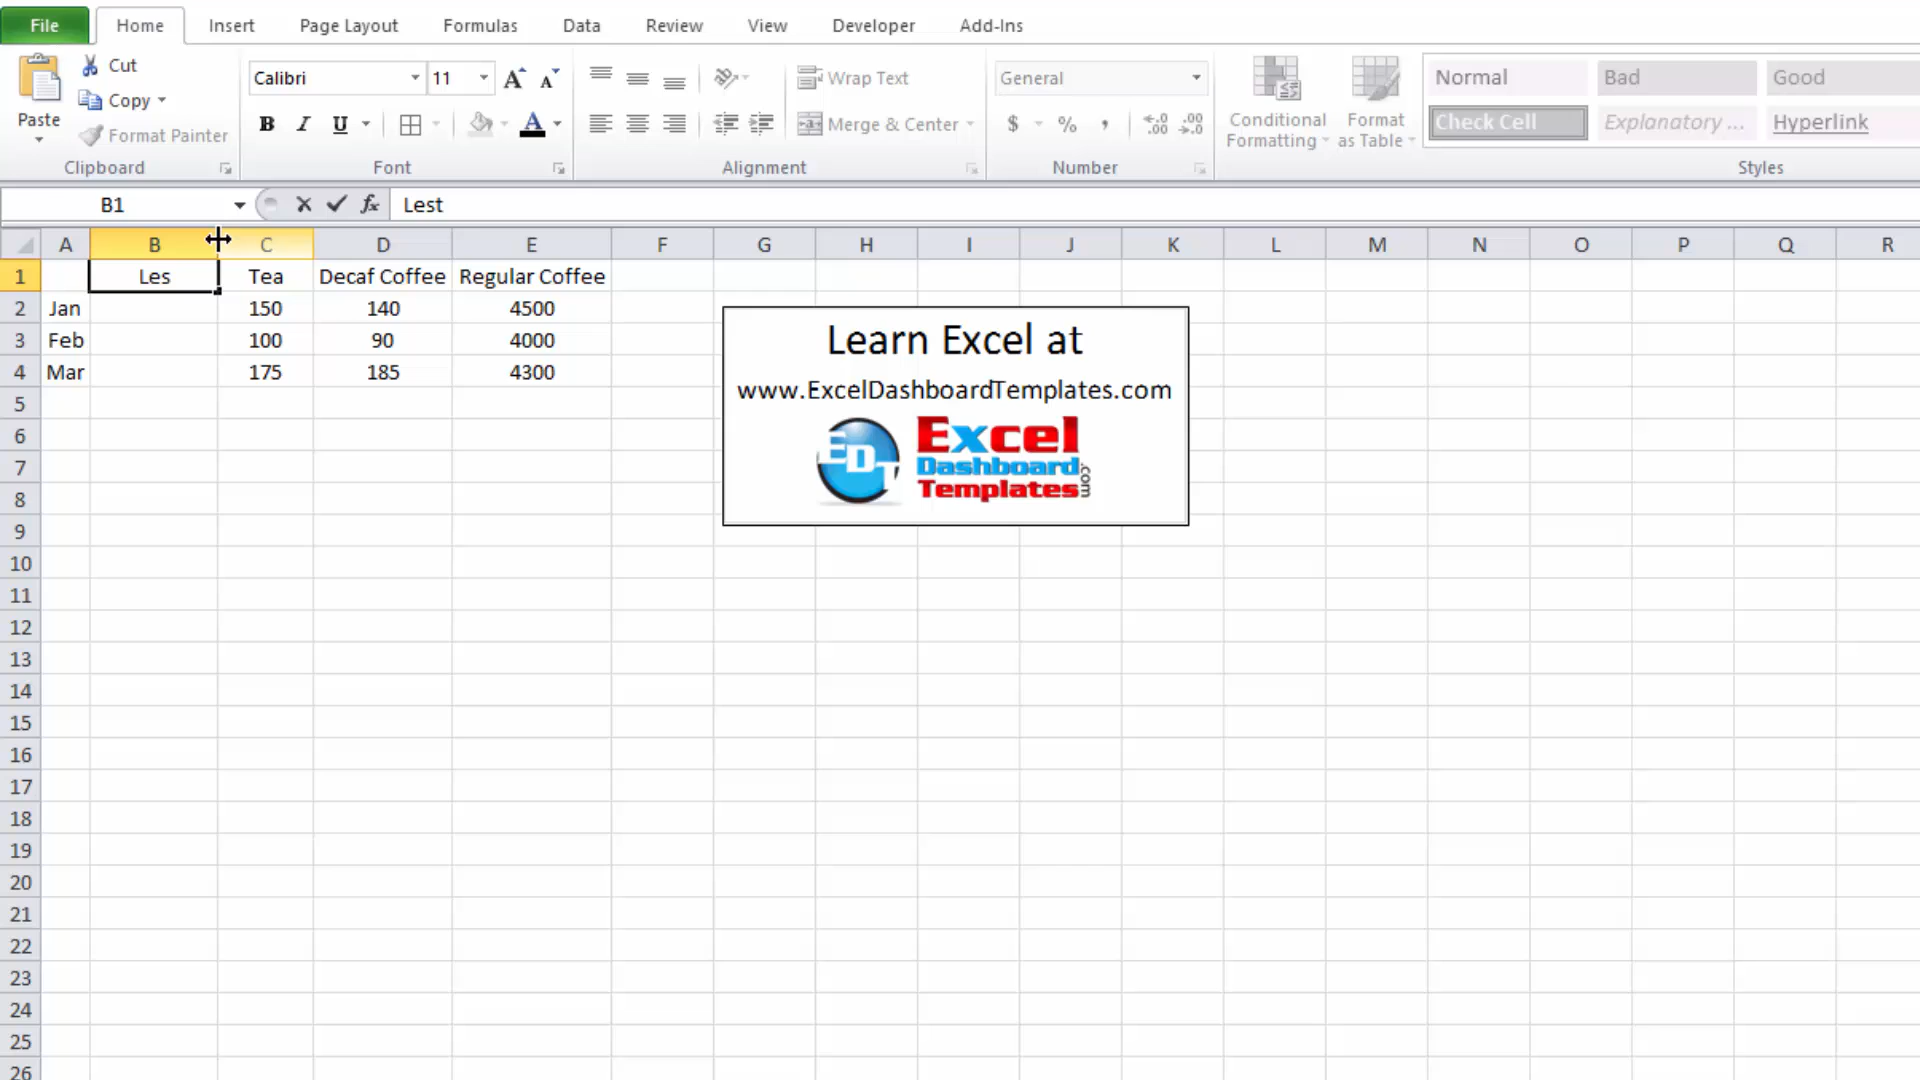 File Home Insert Page Layout Formulas Data Review View Developer Add-Ins
Paste Cut Copy Format Painter
Clipboard
Calibri 11 A A
B I U A
Font
Wrap Text
Merge & Center
Alignment
General
$ % , .00 .00
Number
Conditional Formatting Format as Table
Normal Bad Good
Check Cell Explanatory ... Hyperlink
Styles
B1 fx Lest
A B C D E F G H I J K L M N O P Q R
1 Les Tea Decaf Coffee Regular Coffee
2 Jan 150 140 4500
3 Feb 100 90 4000
4 Mar 175 185 4300
5
6
7
8
9
10
11
12
13
14
15
16
17
18
19
20
21
22
23
24
25
26
Learn Excel at
www.ExcelDashboardTemplates.com
EDT
Excel
Dashboard
Templates.com